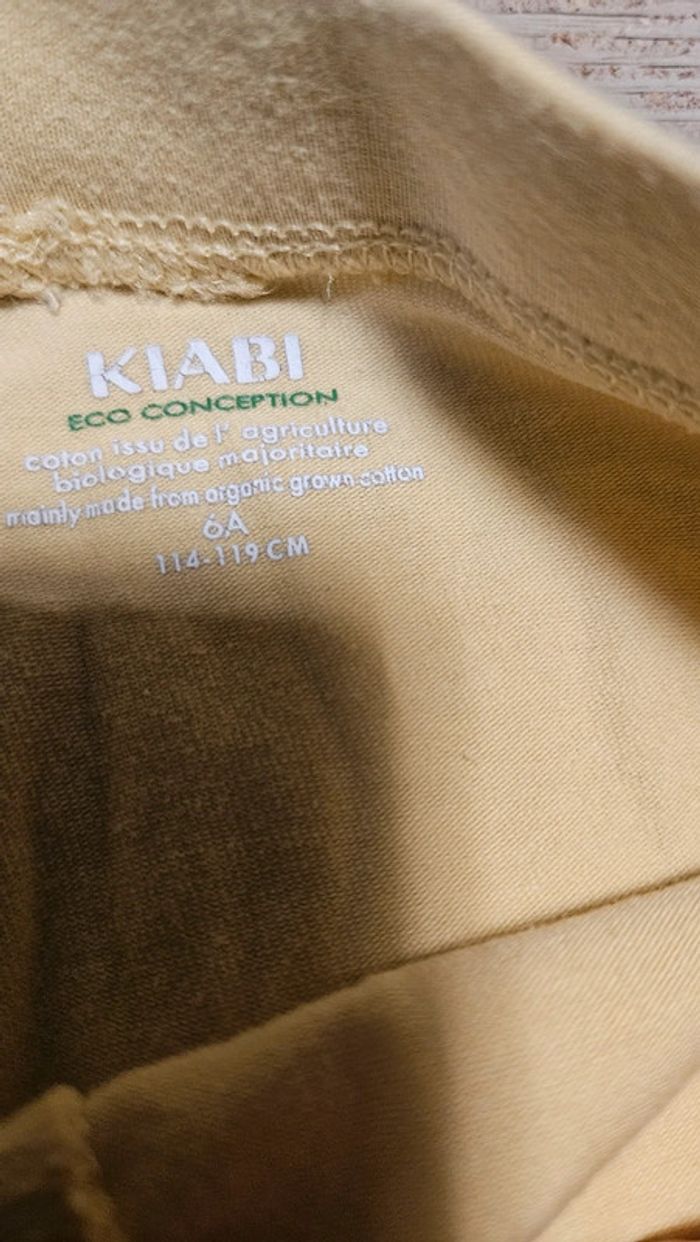 KIABI
ECO CONCEPTION
coton issu de l' agriculture
biologique majoritaire
mainly made from organic grown cotton
6A
114-119 CM